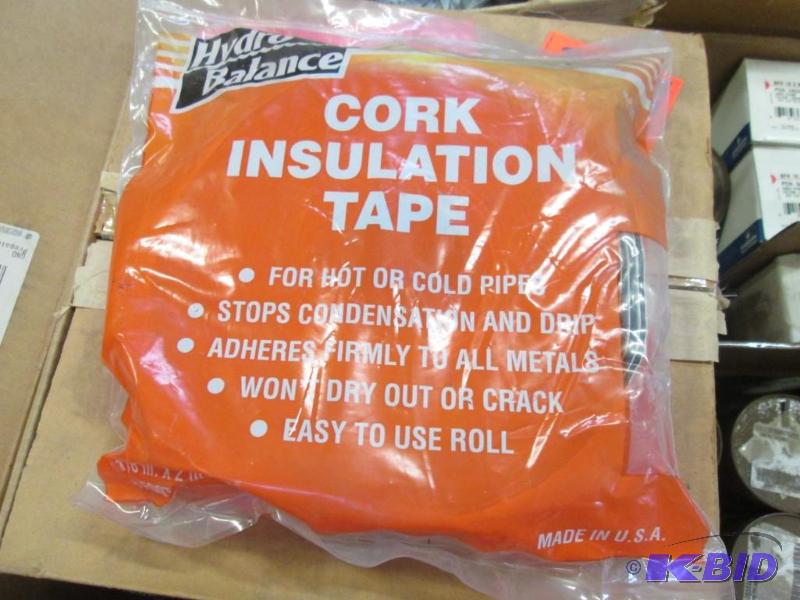 Hydra
Balance
CORK
INSULATION
TAPE
• FOR HOT OR COLD PIPES
• STOPS CONDENSATION AND DRIP
• ADHERES FIRMLY TO ALL METALS
• WON'T DRY OUT OR CRACK
• EASY TO USE ROLL
MADE IN U.S.A.
© K-BID